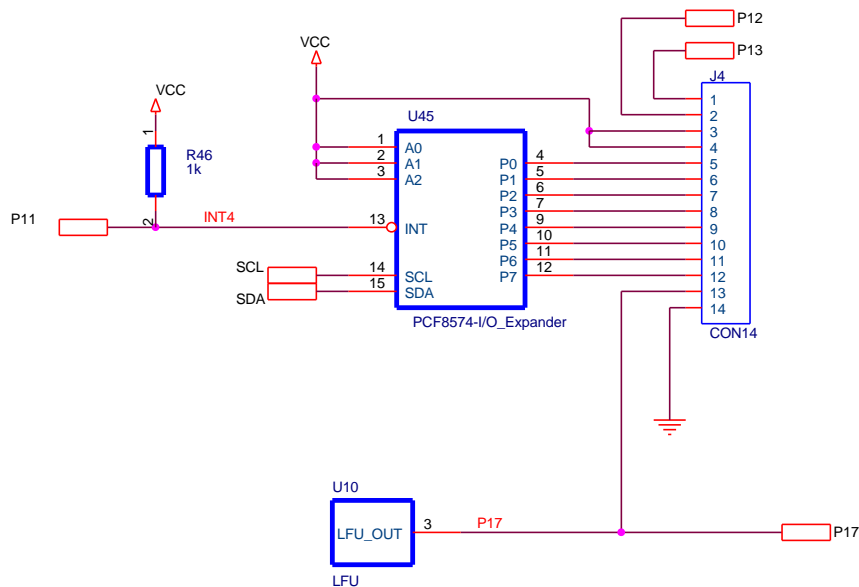 P12
P13
VCC
J4
VCC
U45
1
R46
1k
2
P11
INT4
13
INT
1
A0
2
A1
3
A2
SCL
14
SCL
SDA
15
SDA
P0
4
P1
5
P2
6
P3
7
P4
9
P5
10
P6
11
P7
12
PCF8574-I/O_Expander
1
2
3
4
5
6
7
8
9
10
11
12
13
14
CON14
U10
LFU_OUT
3
P17
P17
LFU